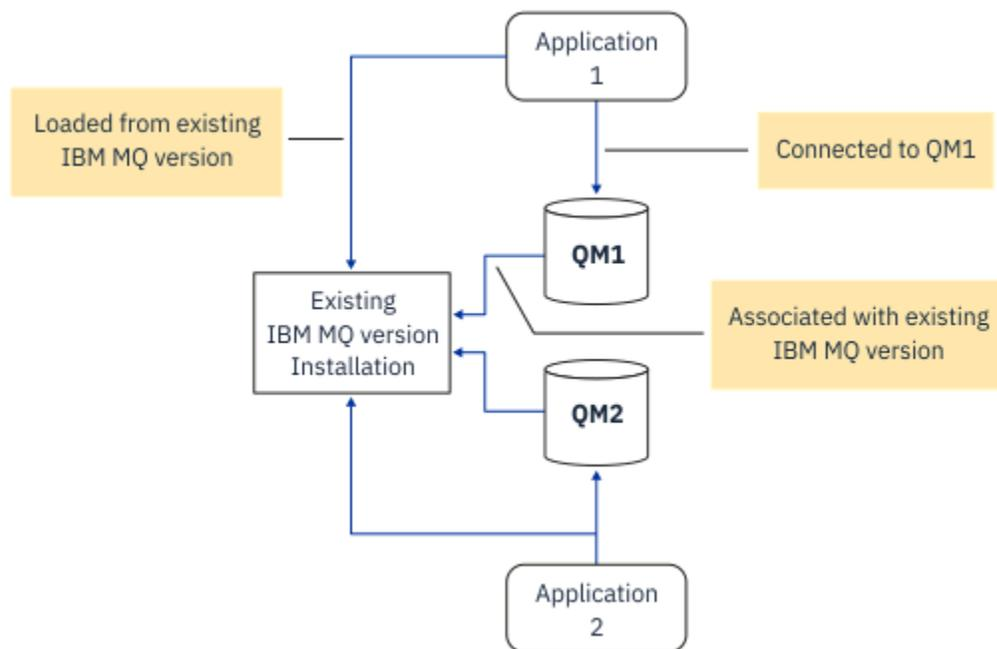 Application
1
Loaded from existing
IBM MQ version
Connected to QM1
QM1
Existing
IBM MQ version
Installation
Associated with existing
IBM MQ version
QM2
Application
2